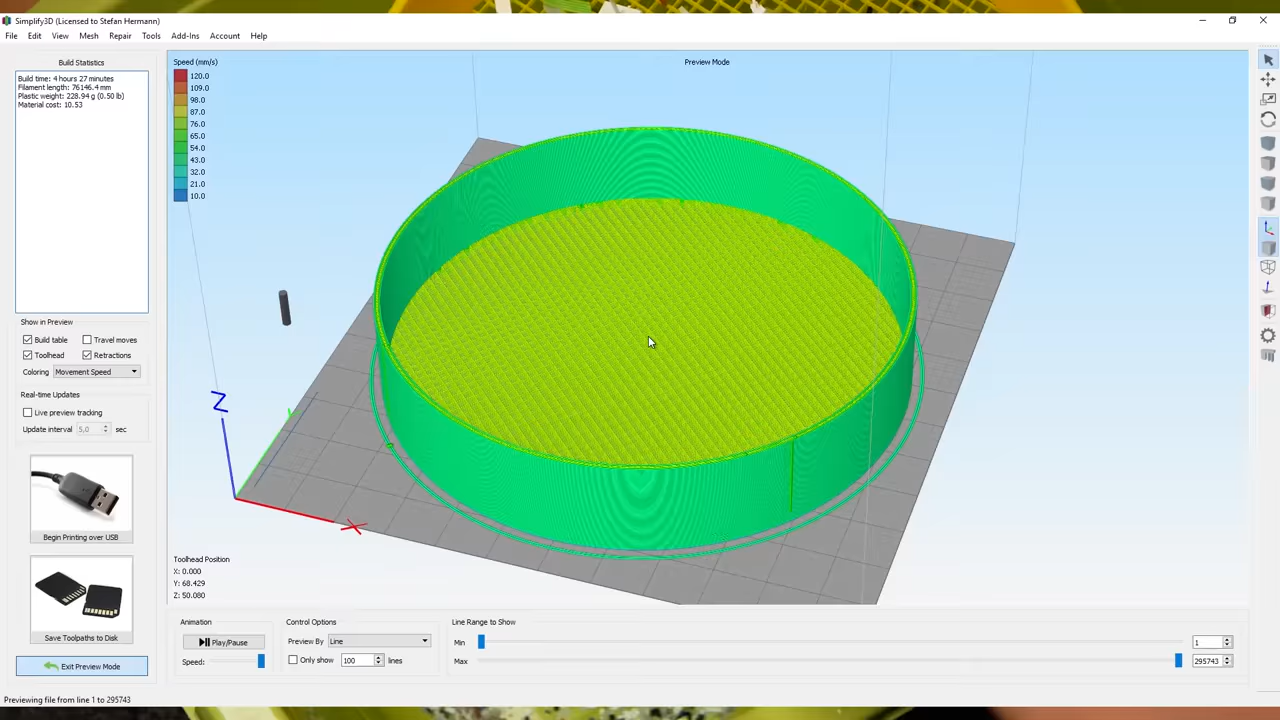 Simplify3D (Licensed to Stefan Hermann)
File Edit View Mesh Repair Tools Add-Ins Account Help
Build Statistics
Build time: 4 hours 27 minutes
Filament length: 76146.4 mm
Plastic weight: 228.94 g (0.50 lb)
Material cost: 10.53
Speed (mm/s)
120.0
109.0
98.0
87.0
76.0
65.0
54.0
43.0
32.0
21.0
10.0
Preview Mode
Show in Preview
Build table Travel moves
Toolhead Retractions
Coloring Movement Speed
Real-time Updates
Live preview tracking
Update interval 5,0 sec
Begin Printing over USB
Save Toolpaths to Disk
Exit Preview Mode
Z
Y
X
Toolhead Position
X: 0.000
Y: 68.429
Z: 50.080
Animation
Play/Pause
Speed:
Control Options
Preview By Line
Only show 100 lines
Line Range to Show
Min 1
Max 295743
Previewing file from line 1 to 295743